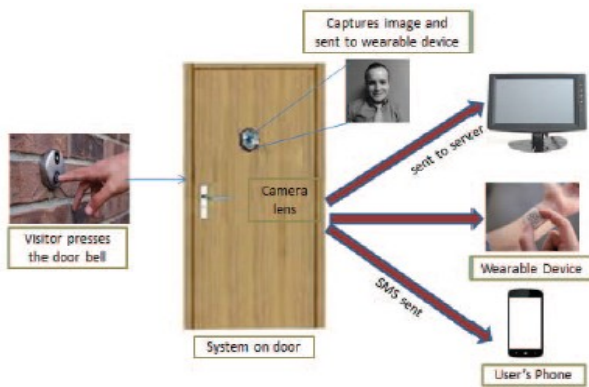 Captures image and
sent to wearable device
sent to server
Camera
lens
Visitor presses
the door bell
Wearable Device
SMS sent
System on door
User's Phone